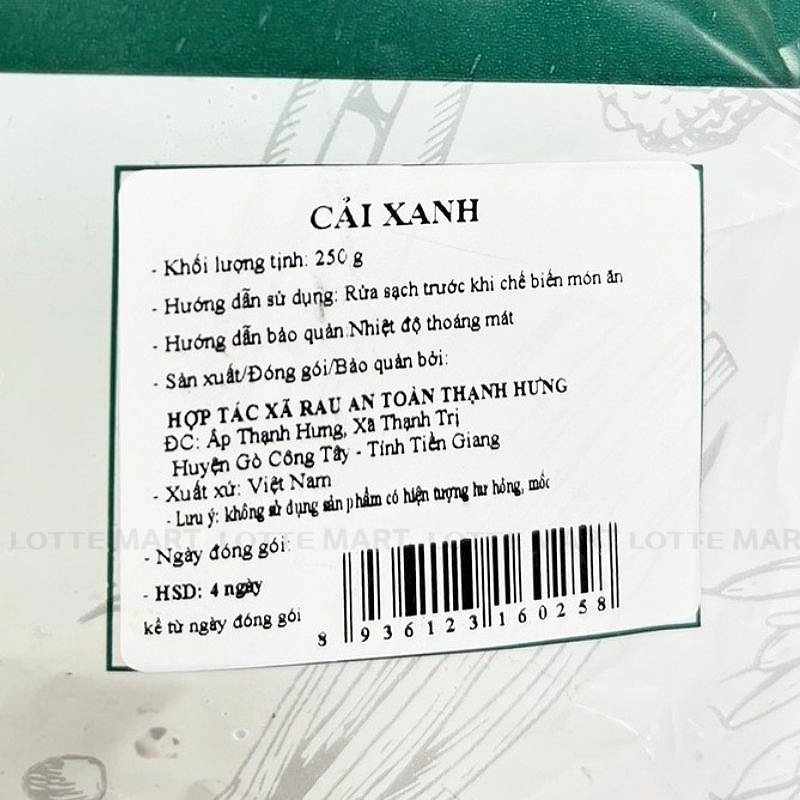 CẢI XANH
- Khối lượng tịnh: 250 g
- Hướng dẫn sử dụng: Rửa sạch trước khi chế biến món ăn
- Hướng dẫn bảo quản:Nhiệt độ thoáng mát
- Sản xuất/Đóng gói/Bảo quản bởi:
HỢP TÁC XÃ RAU AN TOÀN THẠNH HƯNG
ĐC: Ấp Thạnh Hưng, Xã Thạnh Trị
Huyện Gò Công Tây - Tỉnh Tiền Giang
- Xuất xứ: Việt Nam
- Lưu ý: không sử dụng sản phẩm có hiện tượng hư hỏng, mốc
LOTTE MART LOTTE MART LOTTE MART LOTTE MART
- Ngày đóng gói:
- HSD: 4 ngày
kể từ ngày đóng gói
8 936123 160258